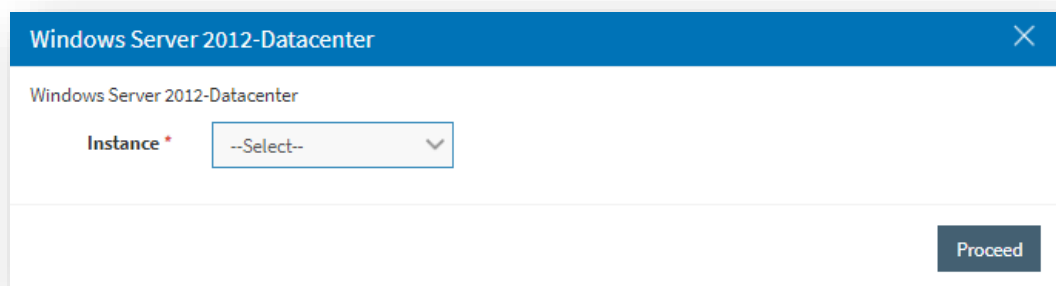 Windows Server 2012-Datacenter
Windows Server 2012-Datacenter
Instance * --Select--
Proceed